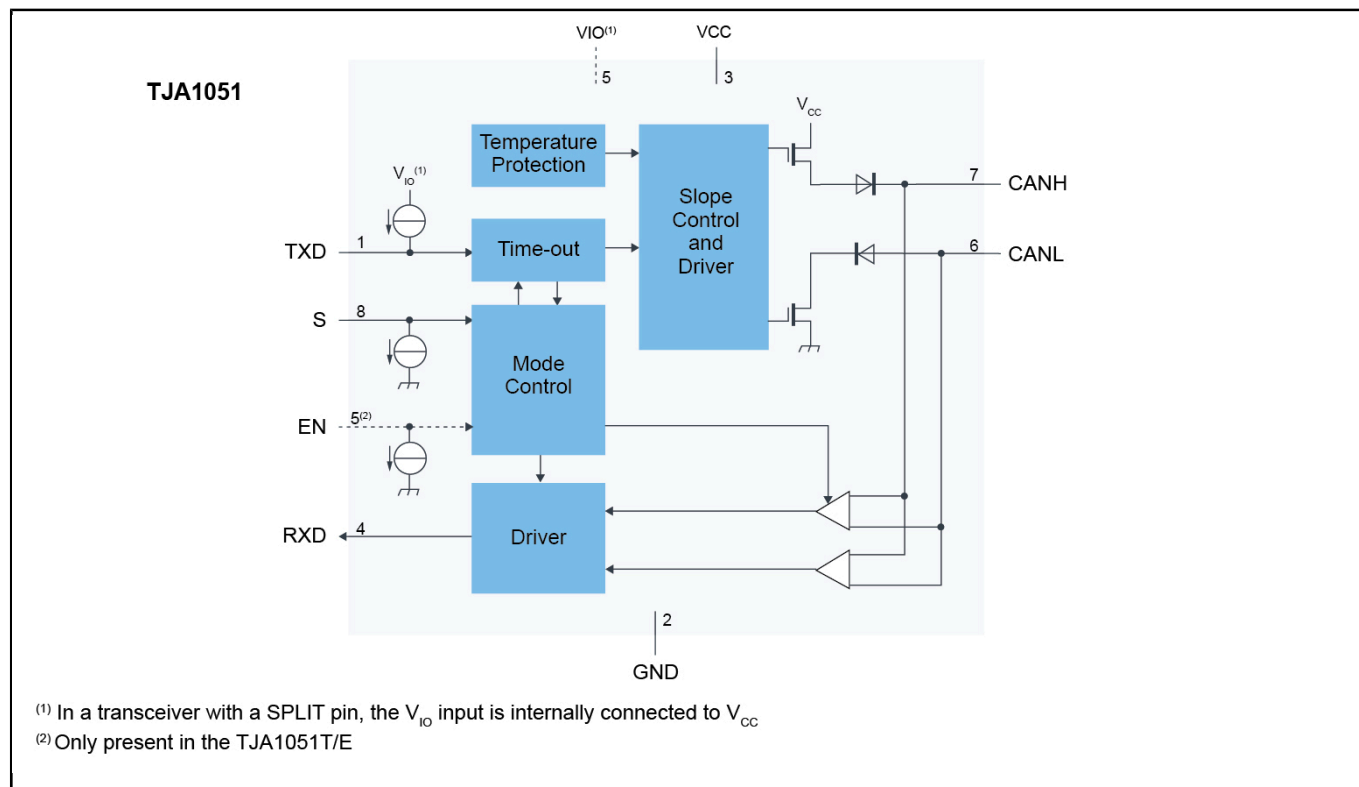 VIO(1)
VCC
5
3
TJA1051
VCC
Temperature
Protection
VIO(1)
Slope
Control
and
Driver
7
CANH
TXD
1
Time-out
6
CANL
S
8
Mode
Control
EN
5(2)
RXD
4
Driver
2
GND
(1) In a transceiver with a SPLIT pin, the VIO input is internally connected to VCC
(2) Only present in the TJA1051T/E